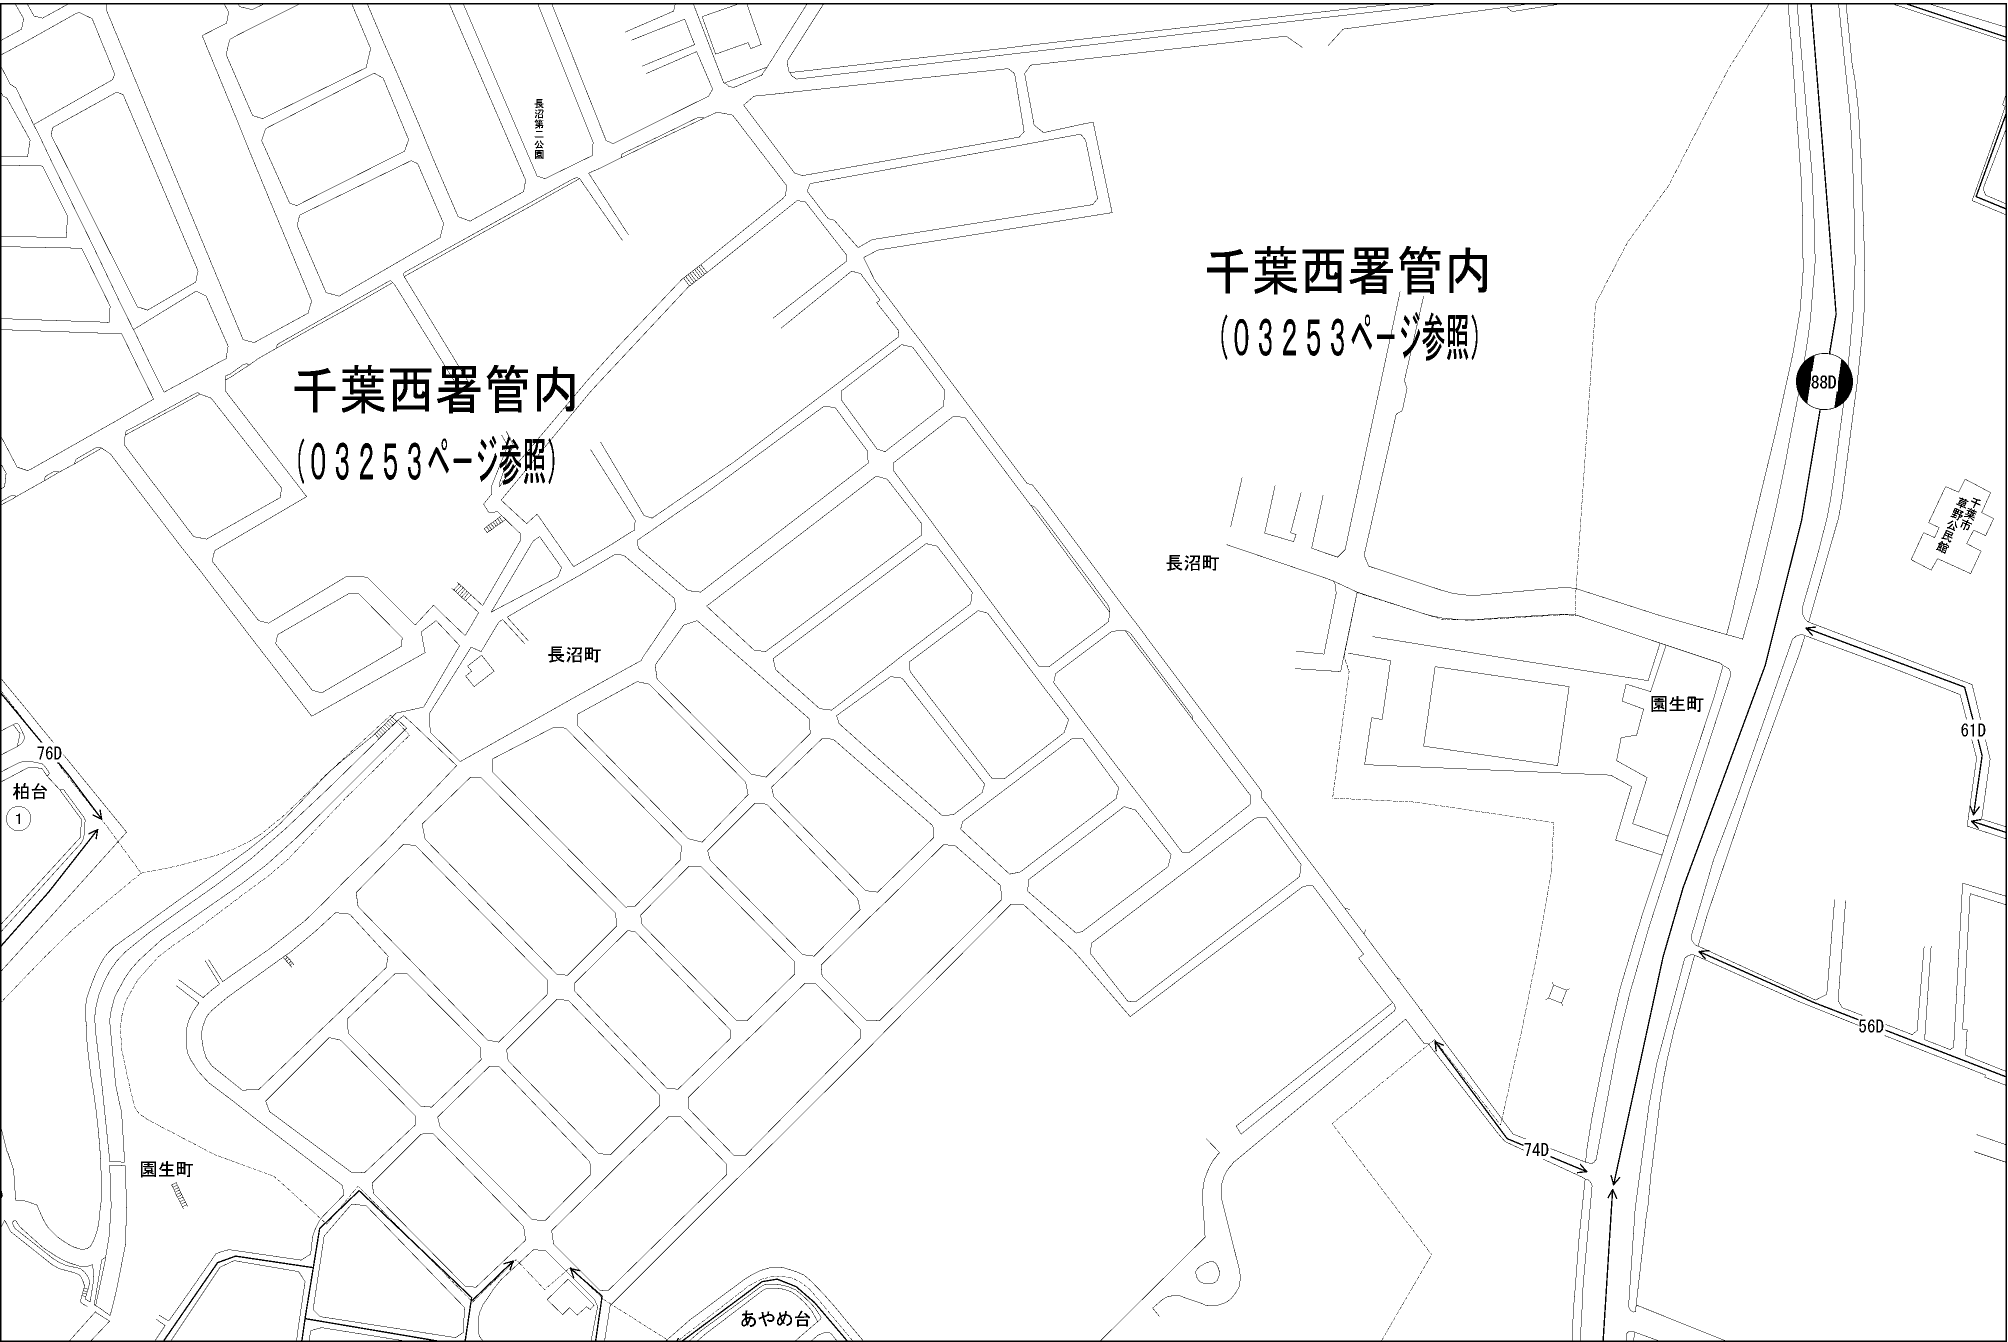 長沼第二公園
千葉西署管内
(03253ページ参照)
千葉西署管内
(03253ページ参照)
88D
千葉市
草野公民館
長沼町
長沼町
園生町
61D
76D
柏台
1
56D
74D
園生町
あやめ台